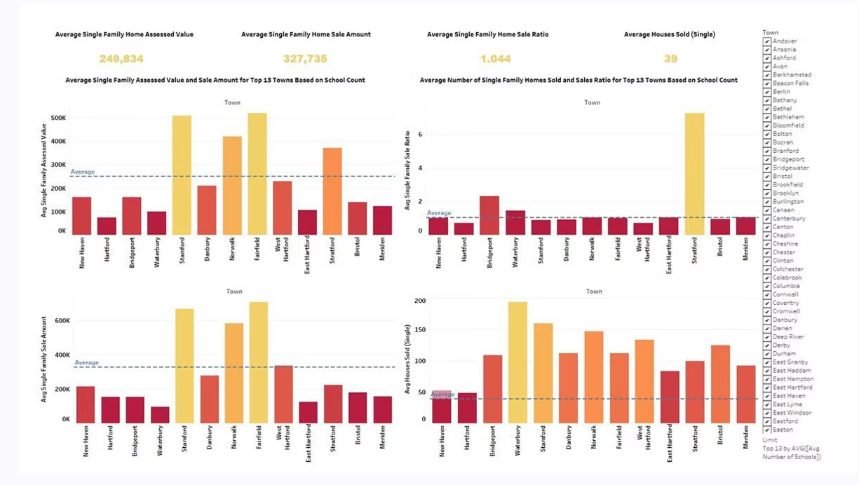 Average Single Family Home Assessed Value
249,834
Average Single Family Home Sale Amount
327,735
Average Single Family Home Sale Ratio
1.044
Average Houses Sold (Single)
39
Average Single Family Assessed Value and Sale Amount for Top 13 Towns Based on School Count
Town
Avg Single Family Assessed Value
500K
400K
300K
200K
100K
0K
Average
New Haven
Hartford
Bridgeport
Waterbury
Stamford
Danbury
Norwalk
Fairfield
West
Hartford
East Hartford
Stratford
Bristol
Meriden
Town
Avg Single Family Sale Amount
600K
400K
200K
0K
Average
New Haven
Hartford
Bridgeport
Waterbury
Stamford
Danbury
Norwalk
Fairfield
West
Hartford
East Hartford
Stratford
Bristol
Meriden
Average Number of Single Family Homes Sold and Sales Ratio for Top 13 Towns Based on School Count
Town
Avg Single Family Sale Ratio
6
4
2
0
Average
New Haven
Hartford
Bridgeport
Waterbury
Stamford
Danbury
Norwalk
Fairfield
West
Hartford
East Hartford
Stratford
Bristol
Meriden
Town
Avg Houses Sold (Single)
200
150
100
50
0
Average
New Haven
Hartford
Bridgeport
Waterbury
Stamford
Danbury
Norwalk
Fairfield
West
Hartford
East Hartford
Stratford
Bristol
Meriden
Town
Andover
Ansonia
Ashford
Avon
Barkhamsted
Beacon Falls
Berlin
Bethany
Bethel
Bethlehem
Bloomfield
Bolton
Bozrah
Branford
Bridgeport
Bridgewater
Bristol
Brookfield
Brooklyn
Burlington
Canaan
Canterbury
Canton
Chaplin
Cheshire
Chester
Clinton
Colchester
Colebrook
Columbia
Cornwall
Coventry
Cromwell
Danbury
Darien
Deep River
Derby
Durham
East Granby
East Haddam
East Hampton
East Hartford
East Haven
East Lyme
East Windsor
Eastford
Easton
Limit
Top 13 by AVG([Avg
Number of Schools])